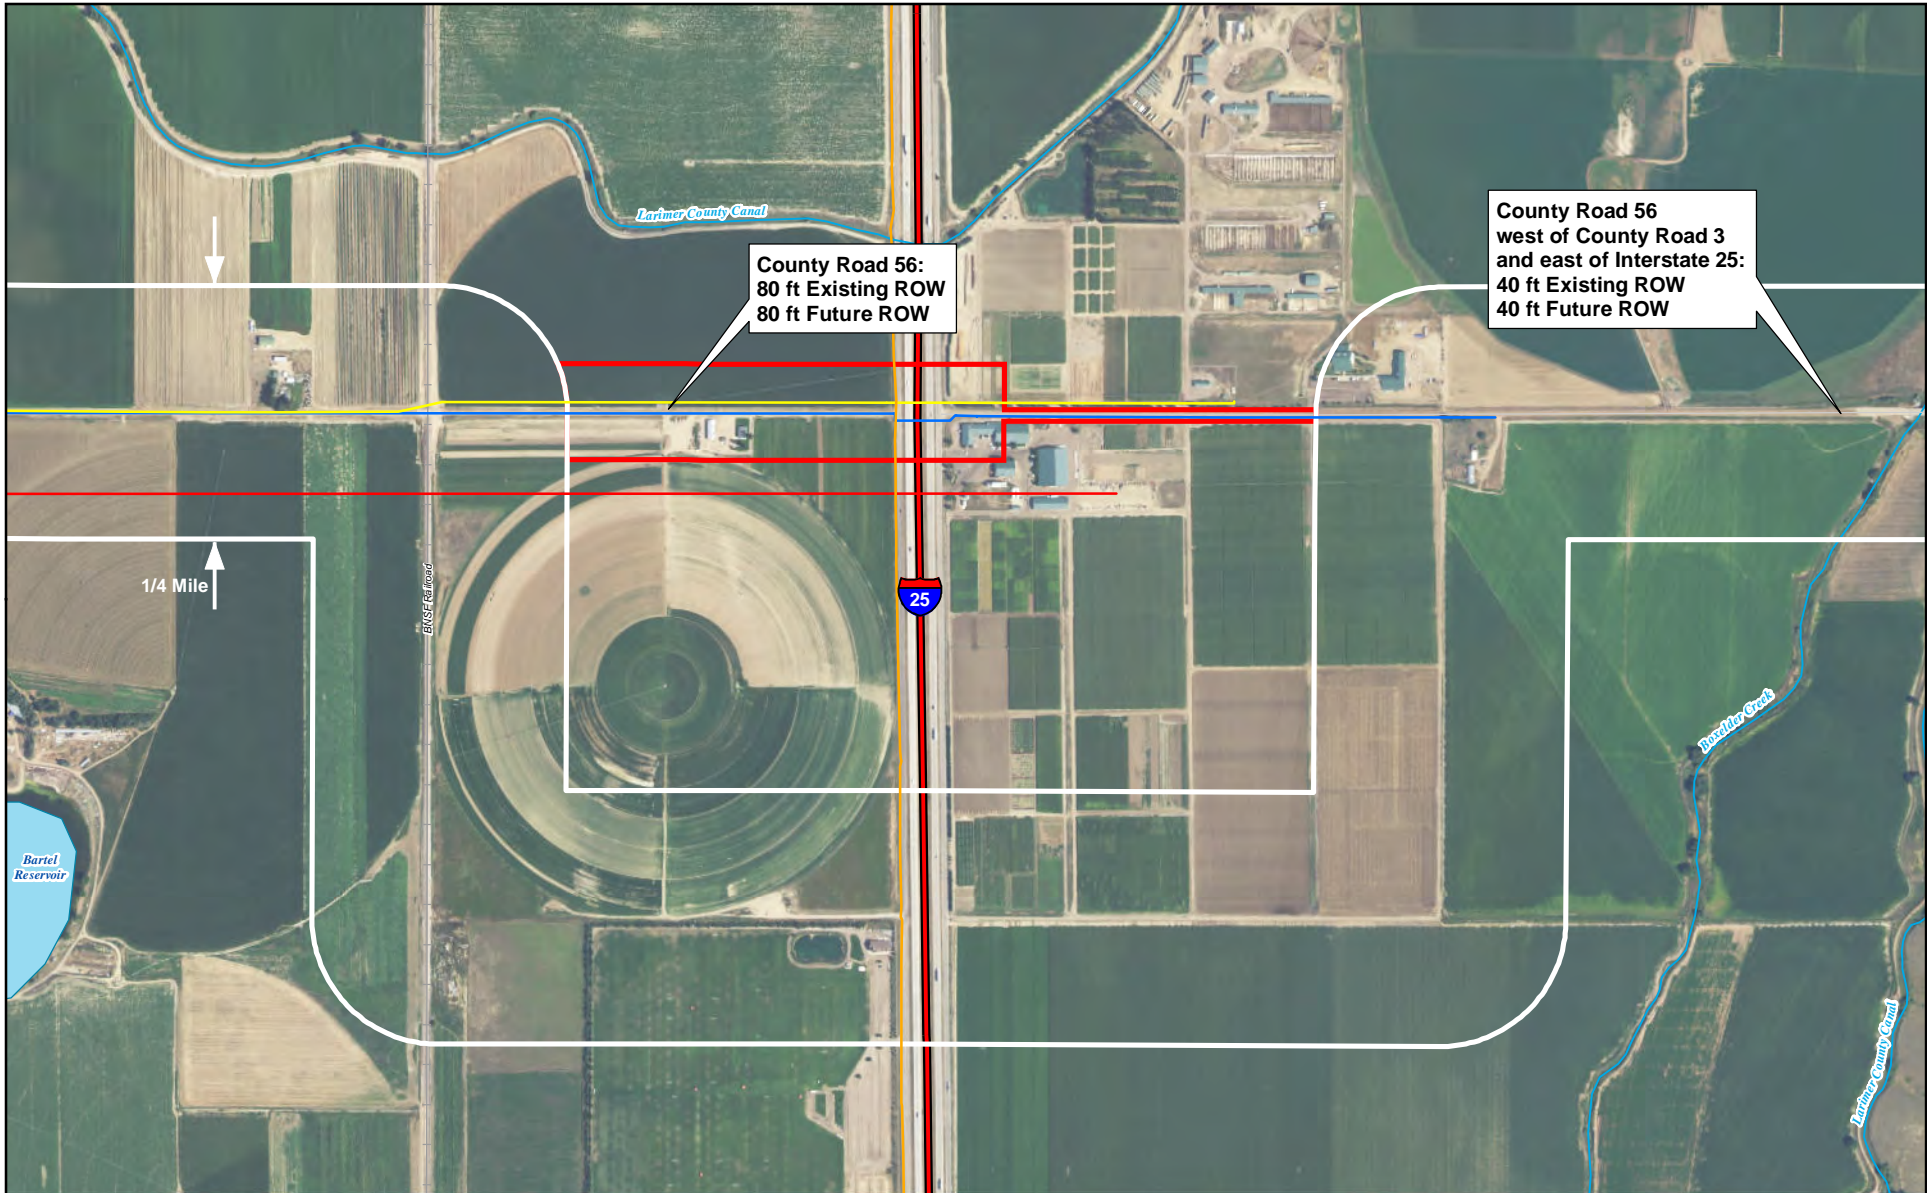 Larimer County Canal
County Road 56
west of County Road 3
and east of Interstate 25:
40 ft Existing ROW
40 ft Future ROW
County Road 56:
80 ft Existing ROW
80 ft Future ROW
1/4 Mile
BNSF Railroad
25
Boxelder Creek
Bartel
Reservoir
Larimer County Canal